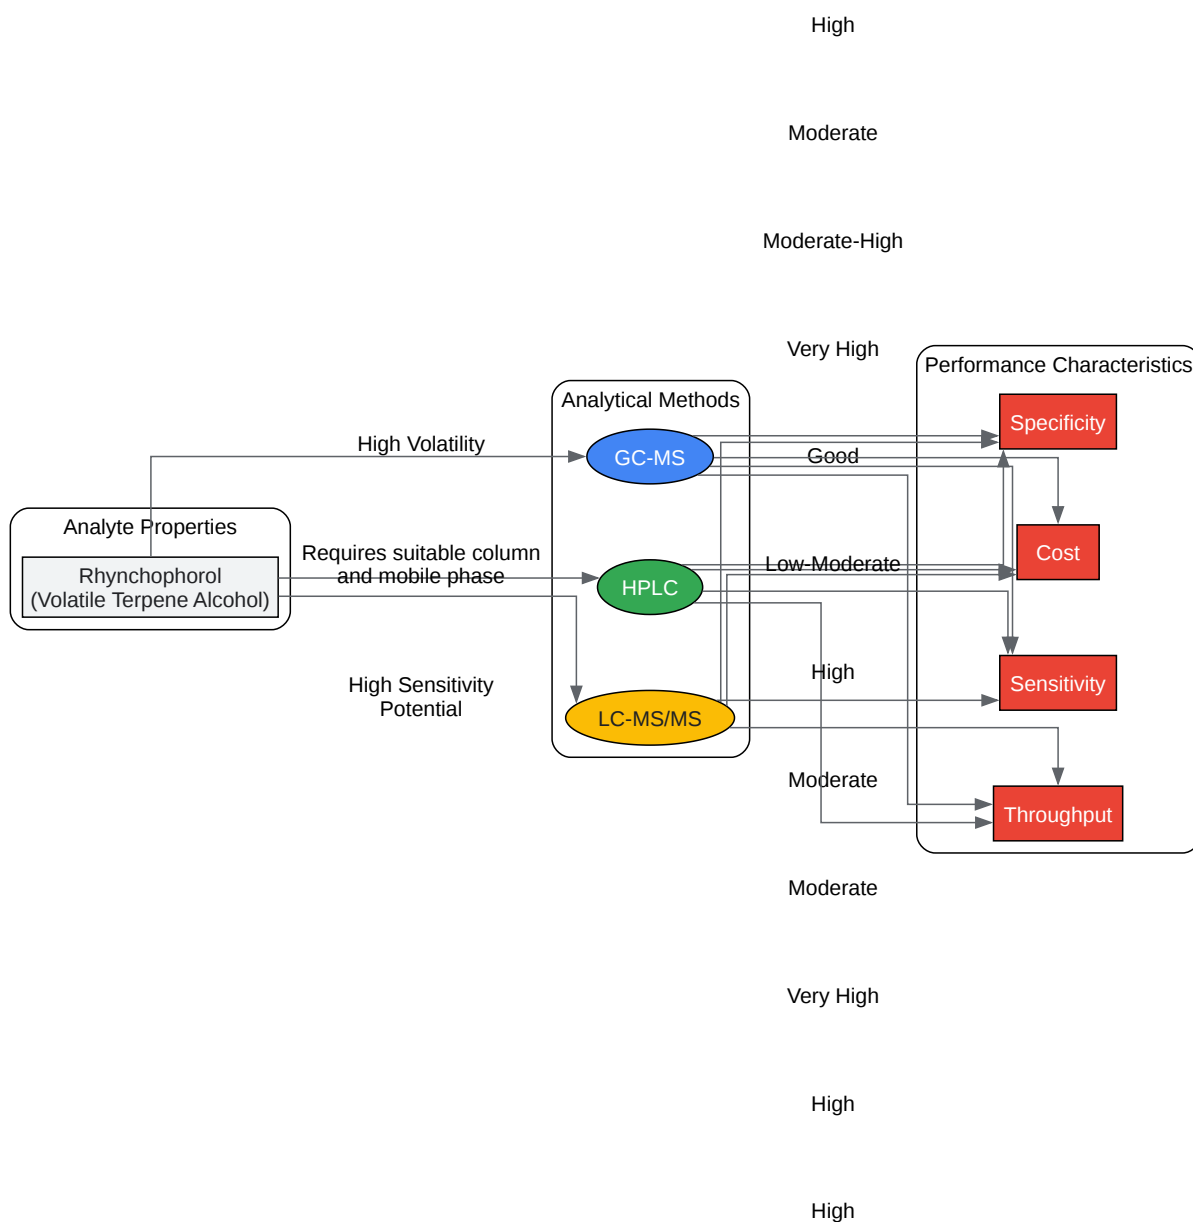 High
Moderate
Moderate-High
Very High
Performance Characteristics
Analytical Methods
Specificity
High Volatility
GC-MS
Good
Analyte Properties
Requires suitable column
and mobile phase
Low-Moderate
Cost
Rhynchophorol
(Volatile Terpene Alcohol)
HPLC
High
Sensitivity
High Sensitivity
Potential
LC-MS/MS
Moderate
Throughput
Moderate
Very High
High
High